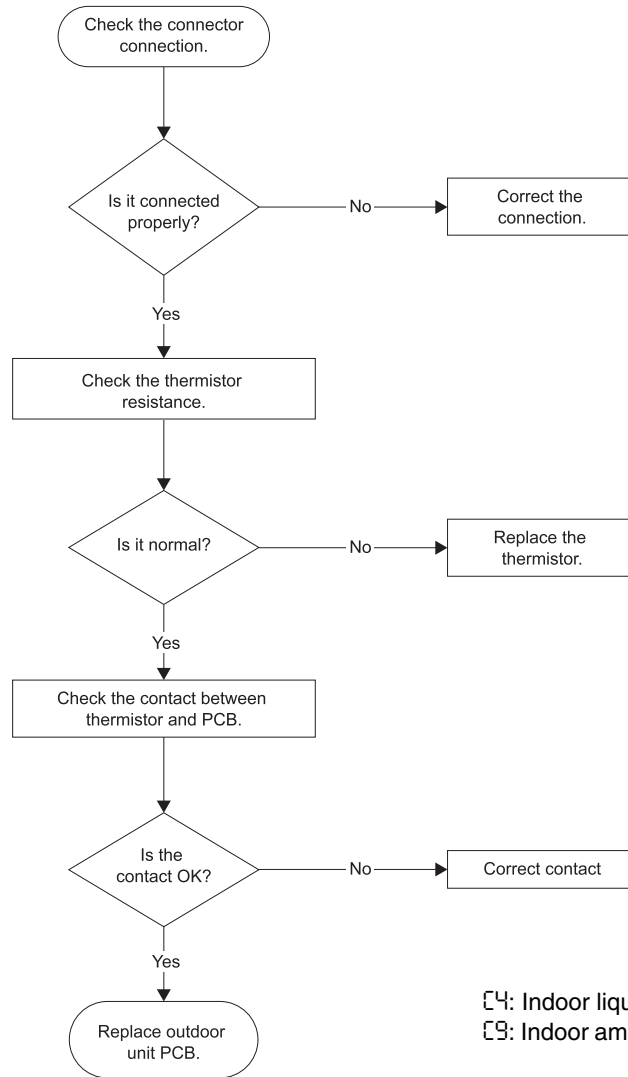 Check the connector
connection.
Is it connected
properly?
No
Correct the
connection.
Yes
Check the thermistor
resistance.
Is it normal?
No
Replace the
thermistor.
Yes
Check the contact between
thermistor and PCB.
Is the
contact OK?
No
Correct contact
Yes
Replace outdoor
unit PCB.
C4: Indoor
C9: Indoor